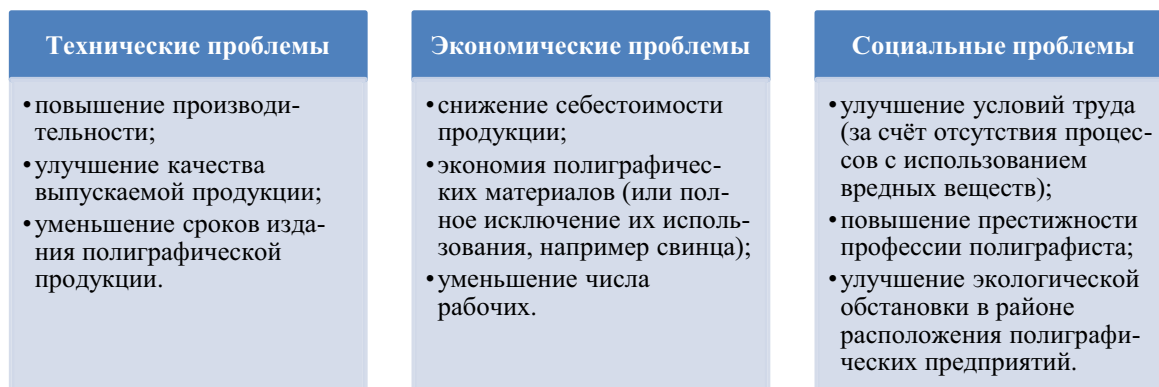 Технические проблемы
•повышение производи-
тельности;
•улучшение качества
выпускаемой продукции;
•уменьшение сроков изда-
ния полиграфической
продукции.
Экономические проблемы
•снижение себестоимости
продукции;
•экономия полиграфичес-
ких материалов (или пол-
ное исключение их исполь-
зования, например свинца);
•уменьшение числа
рабочих.
Социальные проблемы
•улучшение условий труда
(за счёт отсутствия процес-
сов с использованием
вредных веществ);
•повышение престижности
профессии полиграфиста;
•улучшение экологической
обстановки в районе
расположения полиграфи-
ческих предприятий.